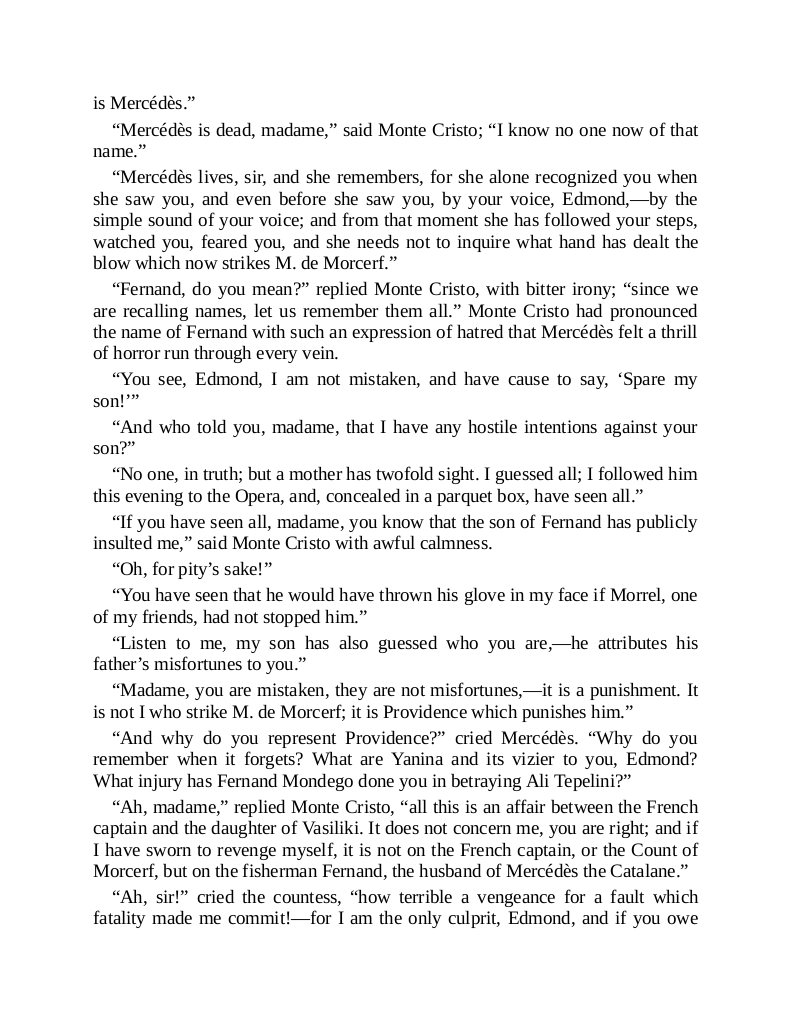 is Mercédès.”
“Mercédès is dead, madame,” said Monte Cristo; “I know no one now of that
name.”
“Mercédès lives, sir, and she remembers, for she alone recognized you when
she saw you, and even before she saw you, by your voice, Edmond,—by the
simple sound of your voice; and from that moment she has followed your steps,
watched you, feared you, and she needs not to inquire what hand has dealt the
blow which now strikes M. de Morcerf.”
“Fernand, do you mean?” replied Monte Cristo, with bitter irony; “since we
are recalling names, let us remember them all.” Monte Cristo had pronounced
the name of Fernand with such an expression of hatred that Mercédès felt a thrill
of horror run through every vein.
“You see, Edmond, I am not mistaken, and have cause to say, ‘Spare my
son!’”
“And who told you, madame, that I have any hostile intentions against your
son?”
“No one, in truth; but a mother has twofold sight. I guessed all; I followed him
this evening to the Opera, and, concealed in a parquet box, have seen all.”
“If you have seen all, madame, you know that the son of Fernand has publicly
insulted me,” said Monte Cristo with awful calmness.
“Oh, for pity’s sake!”
“You have seen that he would have thrown his glove in my face if Morrel, one
of my friends, had not stopped him.”
“Listen to me, my son has also guessed who you are,—he attributes his
father’s misfortunes to you.”
“Madame, you are mistaken, they are not misfortunes,—it is a punishment. It
is not I who strike M. de Morcerf; it is Providence which punishes him.”
“And why do you represent Providence?” cried Mercédès. “Why do you
remember when it forgets? What are Yanina and its vizier to you, Edmond?
What injury has Fernand Mondego done you in betraying Ali Tepelini?”
“Ah, madame,” replied Monte Cristo, “all this is an affair between the French
captain and the daughter of Vasiliki. It does not concern me, you are right; and if
I have sworn to revenge myself, it is not on the French captain, or the Count of
Morcerf, but on the fisherman Fernand, the husband of Mercédès the Catalane.”
“Ah, sir!” cried the countess, “how terrible a vengeance for a fault which
fatality made me commit!—for I am the only culprit, Edmond, and if you owe